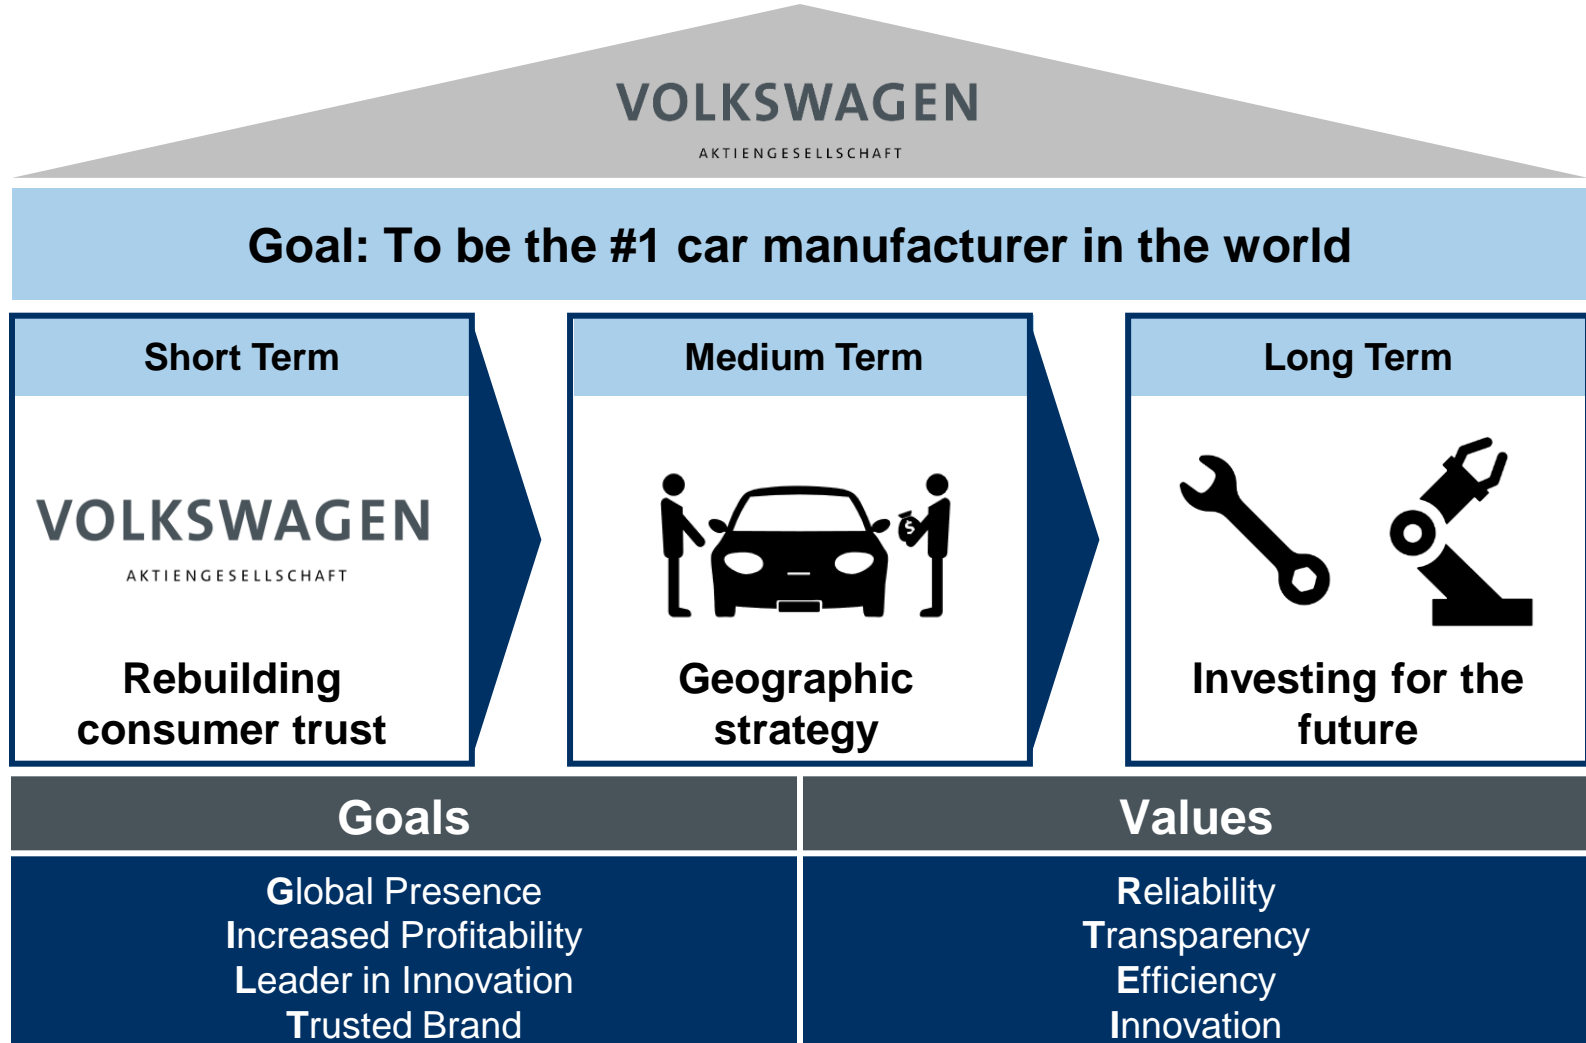 VOLKSWAGEN
AKTIENGESELLSCHAFT
Goal: To be the #1 car manufacturer in the world
Short Term
VOLKSWAGEN
AKTIENGESELLSCHAFT
Rebuilding
consumer trust
Medium Term
$
Geographic
strategy
Long Term
Investing for the
future
Goals
Global Presence
Increased Profitability
Leader in Innovation
Trusted Brand
Values
Reliability
Transparency
Efficiency
Innovation